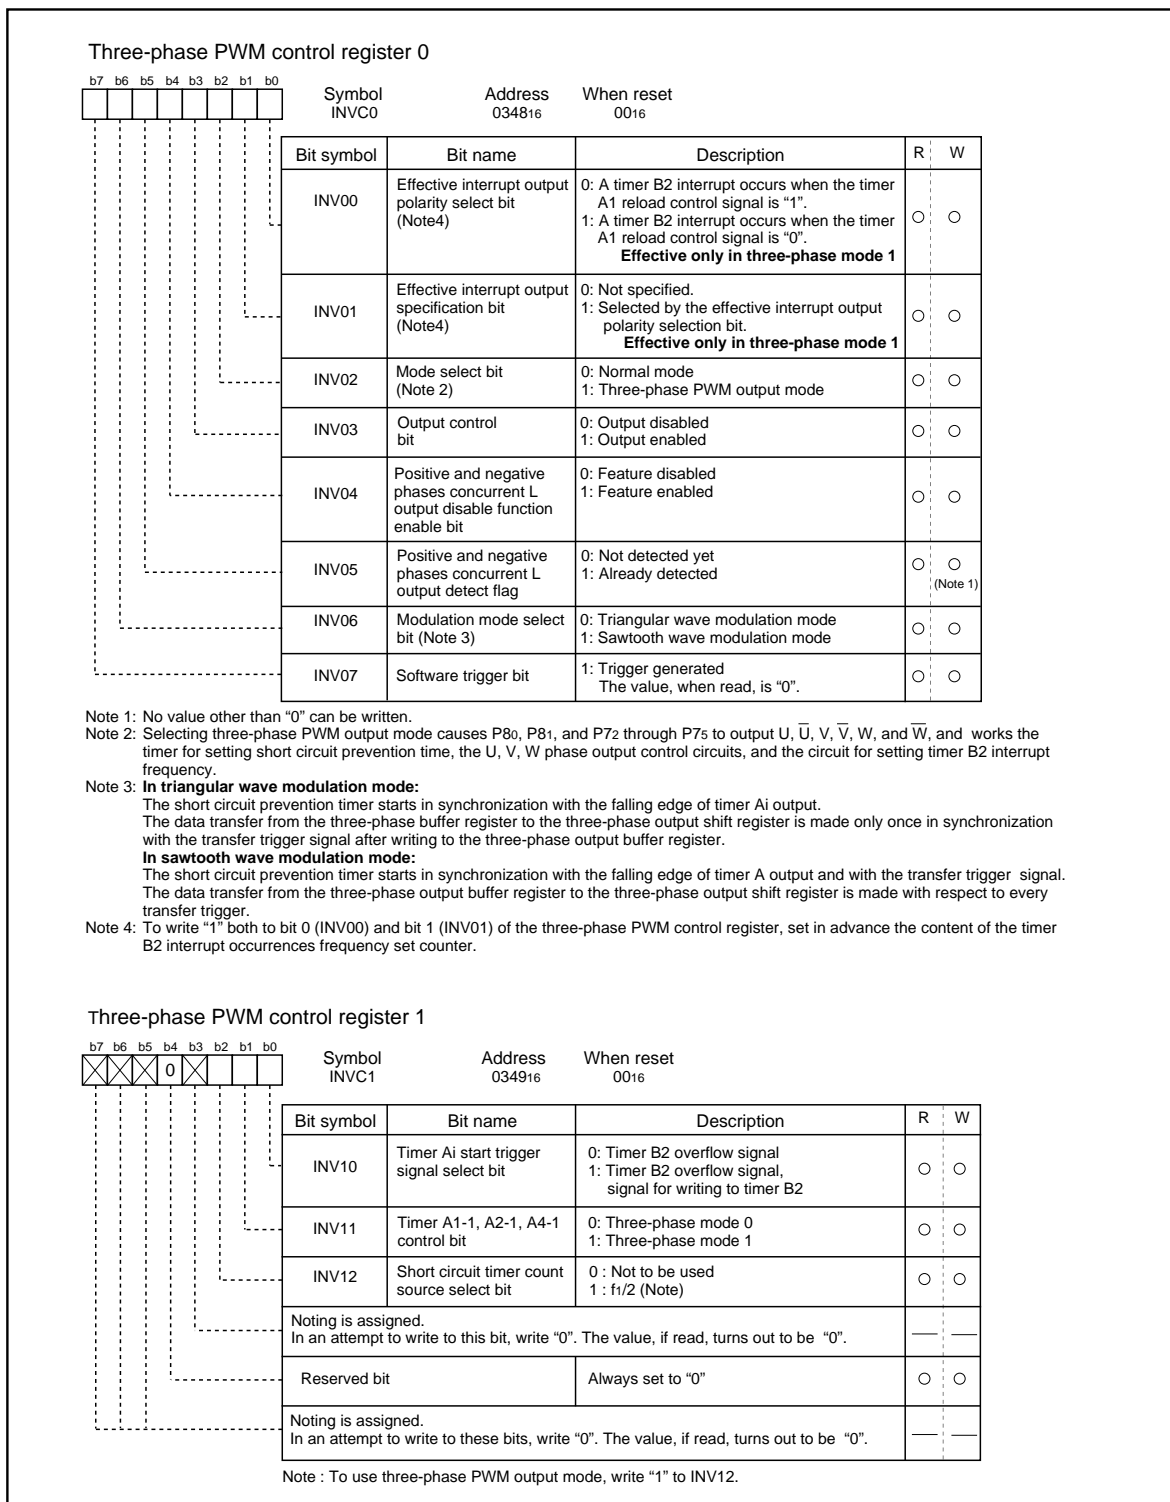 Three-phase PWM control register 0
b7 b6 b5 b4 b3 b2 b1 b0
Symbol Address When reset
INVC0 034816 0016
Bit symbol Bit name Description R W
INV00
Effective interrupt output
polarity select bit
(Note4)
0: A timer B2 interrupt occurs when the timer
A1 reload control signal is “1”.
1: A timer B2 interrupt occurs when the timer
A1 reload control signal is “0”.
Effective only in three-phase mode 1
INV01
Effective interrupt output
specification bit
(Note4)
0: Not specified.
1: Selected by the effective interrupt output
polarity selection bit.
Effective only in three-phase mode 1
INV02
Mode select bit
(Note 2)
0: Normal mode
1: Three-phase PWM output mode
INV03
Output control
bit
0: Output disabled
1: Output enabled
INV04
Positive and negative
phases concurrent L
output disable function
enable bit
0: Feature disabled
1: Feature enabled
INV05
Positive and negative
phases concurrent L
output detect flag
0: Not detected yet
1: Already detected
(Note 1)
INV06
Modulation mode select
bit (Note 3)
0: Triangular wave modulation mode
1: Sawtooth wave modulation mode
INV07
Software trigger bit
1: Trigger generated
The value, when read, is “0”.
Note 1: No value other than “0” can be written.
Note 2: Selecting three-phase PWM output mode causes P80, P81, and P72 through P75 to output U, U̅, V, V̅, W, and W̅, and works the
timer for setting short circuit prevention time, the U, V, W phase output control circuits, and the circuit for setting timer B2 interrupt
frequency.
Note 3: In triangular wave modulation mode:
The short circuit prevention timer starts in synchronization with the falling edge of timer Ai output.
The data transfer from the three-phase buffer register to the three-phase output shift register is made only once in synchronization
with the transfer trigger signal after writing to the three-phase output buffer register.
In sawtooth wave modulation mode:
The short circuit prevention timer starts in synchronization with the falling edge of timer A output and with the transfer trigger signal.
The data transfer from the three-phase output buffer register to the three-phase output shift register is made with respect to every
transfer trigger.
Note 4: To write “1” both to bit 0 (INV00) and bit 1 (INV01) of the three-phase PWM control register, set in advance the content of the timer
B2 interrupt occurrences frequency set counter.
Three-phase PWM control register 1
b7 b6 b5 b4 b3 b2 b1 b0
0
Symbol Address When reset
INVC1 034916 0016
Bit symbol Bit name Description R W
INV10
Timer Ai start trigger
signal select bit
0: Timer B2 overflow signal
1: Timer B2 overflow signal,
signal for writing to timer B2
INV11
Timer A1-1, A2-1, A4-1
control bit
0: Three-phase mode 0
1: Three-phase mode 1
INV12
Short circuit timer count
source select bit
0 : Not to be used
1 : f1/2 (Note)
Noting is assigned.
In an attempt to write to this bit, write “0”. The value, if read, turns out to be “0”.
Reserved bit
Always set to “0”
Noting is assigned.
In an attempt to write to these bits, write “0”. The value, if read, turns out to be “0”.
Note : To use three-phase PWM output mode, write “1” to INV12.